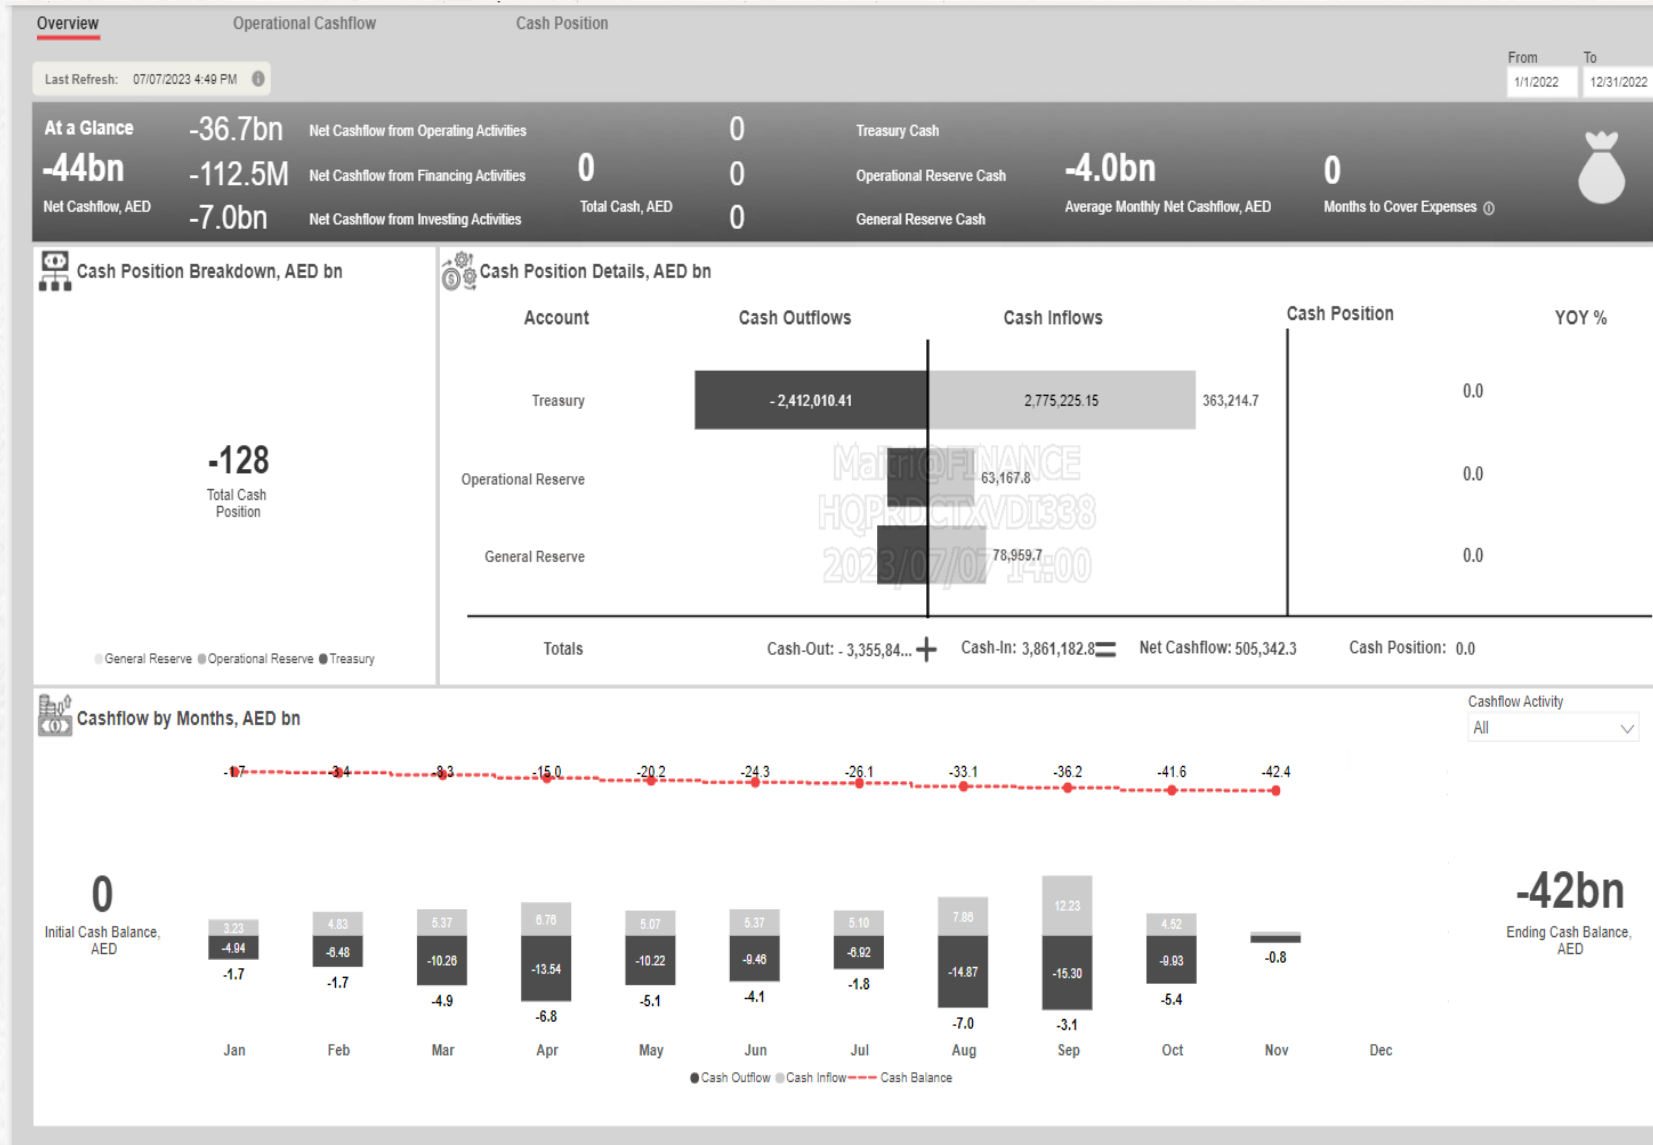 Overview Operational Cashflow Cash Position
From To
Last Refresh: 07/07/2023 4:49 PM 1/1/2022 12/31/2022
At a Glance -36.7bn Net Cashflow from Operating Activities 0 Treasury Cash
-44bn -112.5M Net Cashflow from Financing Activities 0 0 Operational Reserve Cash -4.0bn 0
Net Cashflow, AED -7.0bn Net Cashflow from Investing Activities Total Cash, AED 0 General Reserve Cash Average Monthly Net Cashflow, AED Months to Cover Expenses
Cash Position Breakdown, AED bn
-128
Total Cash
Position
General Reserve Operational Reserve Treasury
Cash Position Details, AED bn
Account Cash Outflows Cash Inflows Cash Position YOY %
Treasury - 2,412,010.41 2,775,225.15 363,214.7 0.0
Operational Reserve 63,167.8 0.0
General Reserve 78,959.7 0.0
Maitri@FINANCE
HQPRDCTXVDI338
2023/07/07 14:00
Totals Cash-Out: - 3,355,84... + Cash-In: 3,861,182.8 = Net Cashflow: 505,342.3 Cash Position: 0.0
Cashflow by Months, AED bn
Cashflow Activity
All
-1.7 -3.4 -8.3 -15.0 -20.2 -24.3 -26.1 -33.1 -36.2 -41.6 -42.4
0
Initial Cash Balance,
AED
3.23 4.83 5.37 6.76 5.07 5.37 5.10 7.86 12.23 4.52
-4.94 -6.48 -10.26 -13.54 -10.22 -9.46 -6.92 -14.87 -15.30 -9.93
-1.7 -1.7 -4.9 -6.8 -5.1 -4.1 -1.8 -7.0 -3.1 -5.4 -0.8
-42bn
Ending Cash Balance,
AED
Jan Feb Mar Apr May Jun Jul Aug Sep Oct Nov Dec
Cash Outflow Cash Inflow Cash Balance